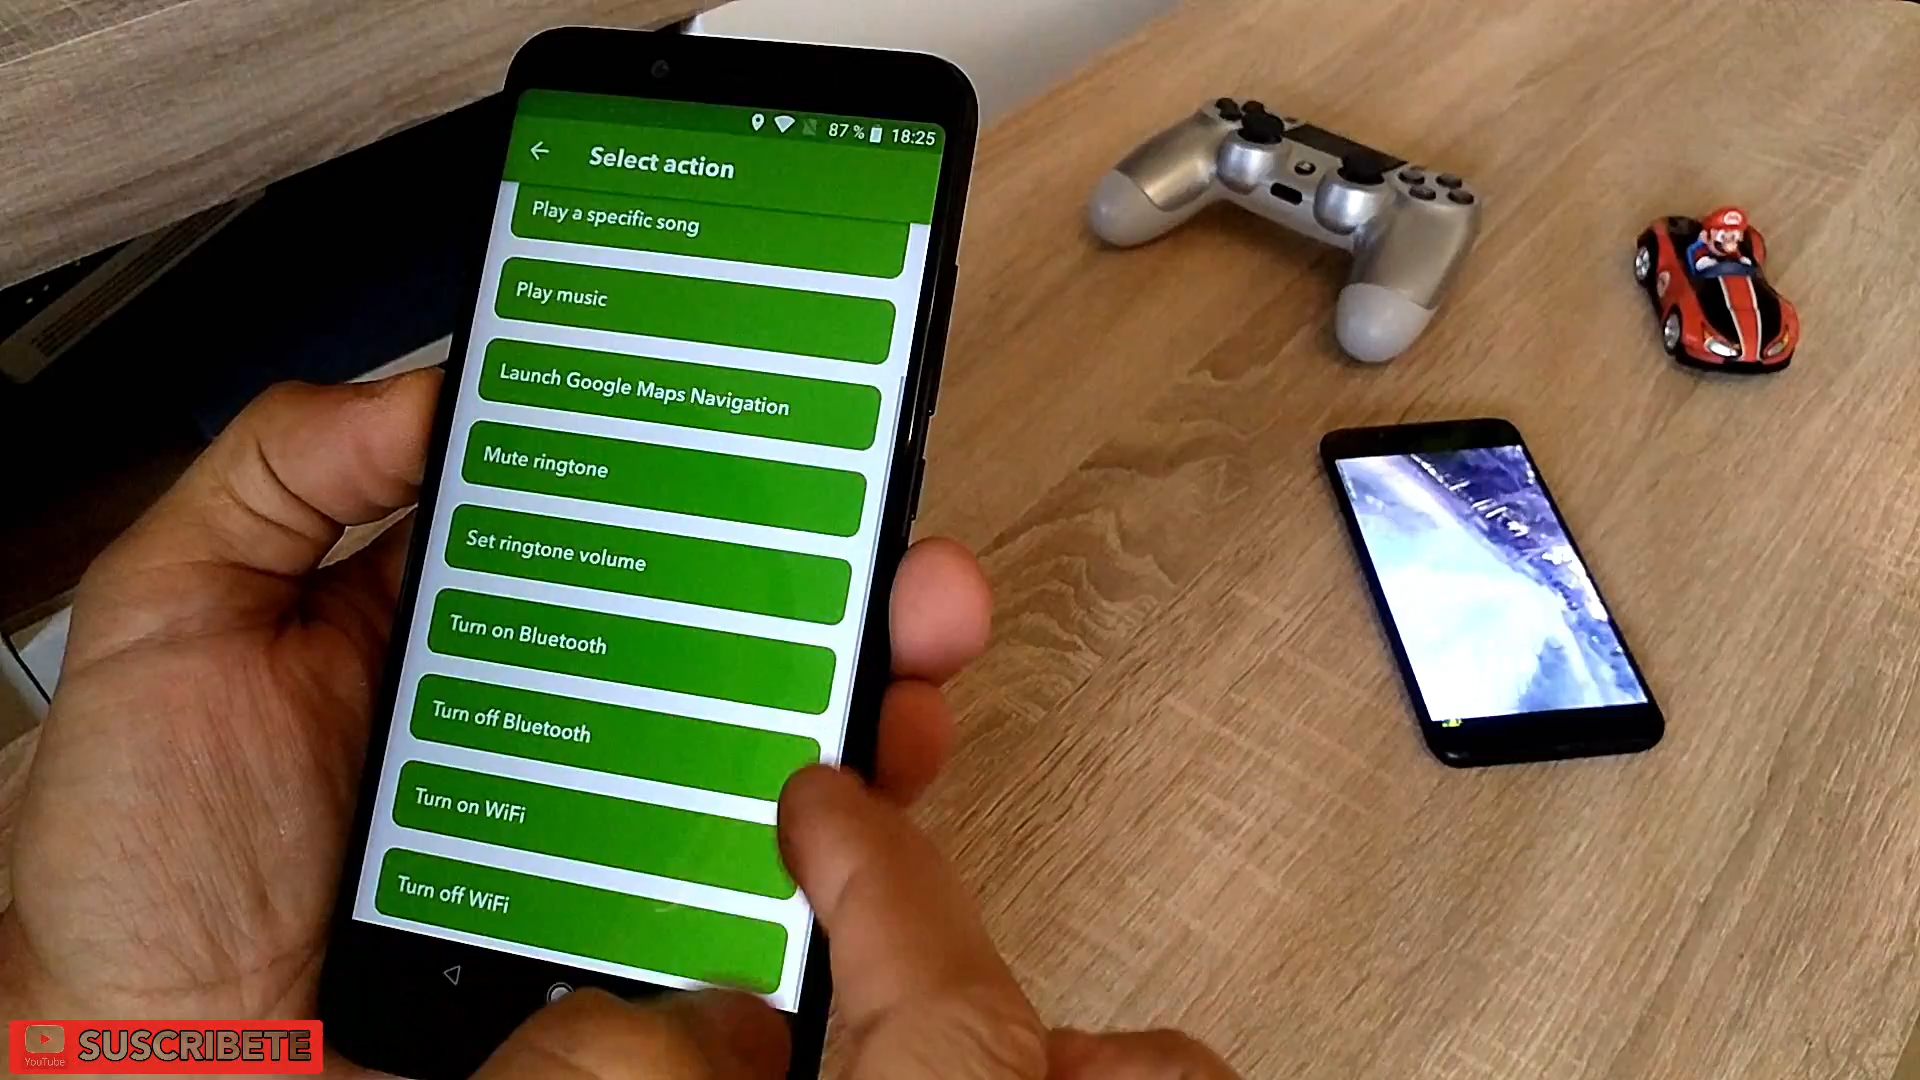 87 % 18:25
Select action
Play a specific song
Play music
Launch Google Maps Navigation
Mute ringtone
Set ringtone volume
Turn on Bluetooth
Turn off Bluetooth
Turn on WiFi
Turn off WiFi
YouTube
SUSCRIBETE